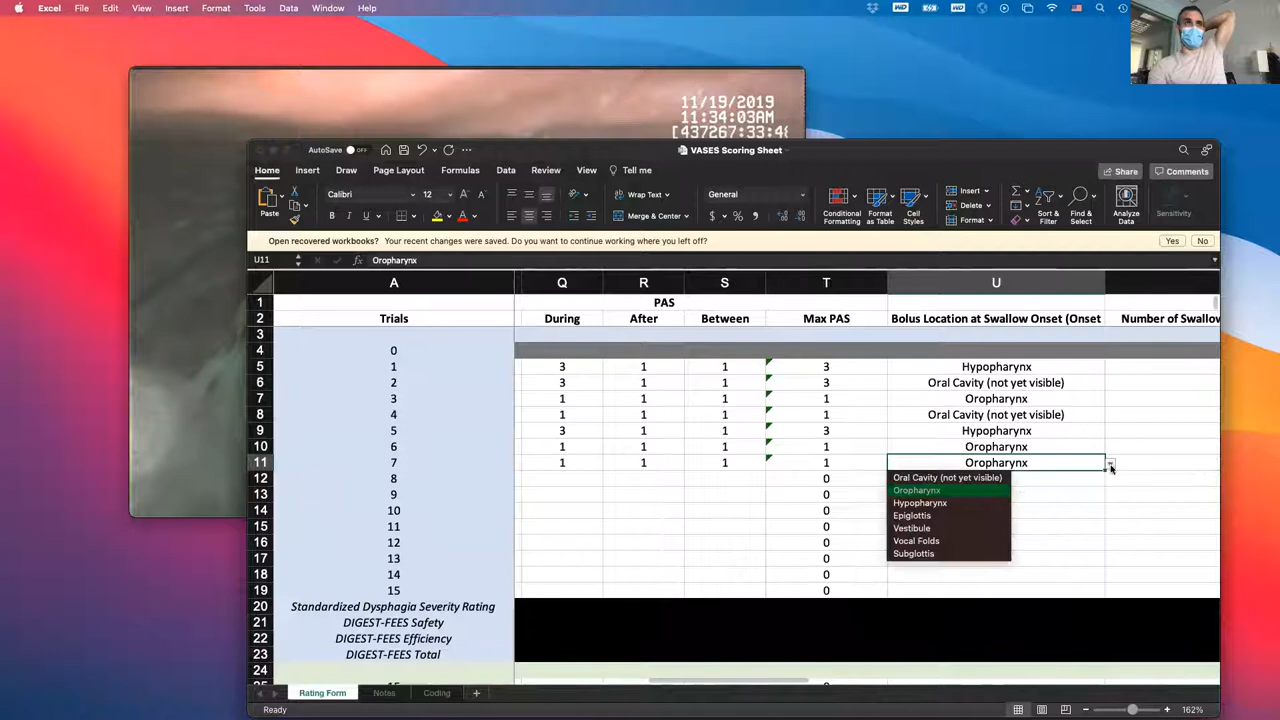 Excel File Edit View Insert Format Tools Data Window Help
11/19/2019
11:34:03AM
[437267:33:48
AutoSave OFF
VASES Scoring Sheet
Home Insert Draw Page Layout Formulas Data Review View Tell me
Share Comments
Paste
Calibri 12
Wrap Text
General
Merge & Center
Conditional Formatting
Format as Table
Cell Styles
Insert
Delete
Format
Sort & Filter
Find & Select
Analyze Data
Sensitivity
Open recovered workbooks? Your recent changes were saved. Do you want to continue working where you left off? Yes No
U11 fx Oropharynx
A Q R S T U
1 PAS
2 Trials During After Between Max PAS Bolus Location at Swallow Onset (Onset Number of Swallow
3
4 0
5 1 3 1 1 3 Hypopharynx
6 2 3 1 1 3 Oral Cavity (not yet visible)
7 3 1 1 1 1 Oropharynx
8 4 1 1 1 1 Oral Cavity (not yet visible)
9 5 3 1 1 3 Hypopharynx
10 6 1 1 1 1 Oropharynx
11 7 1 1 1 1 Oropharynx
12 8 0
13 9 0
14 10 0
15 11 0
16 12 0
17 13 0
18 14 0
19 15 0
20 Standardized Dysphagia Severity Rating
21 DIGEST-FEES Safety
22 DIGEST-FEES Efficiency
23 DIGEST-FEES Total
24
Oral Cavity (not yet visible)
Oropharynx
Hypopharynx
Epiglottis
Vestibule
Vocal Folds
Subglottis
Rating Form Notes Coding +
Ready 162%